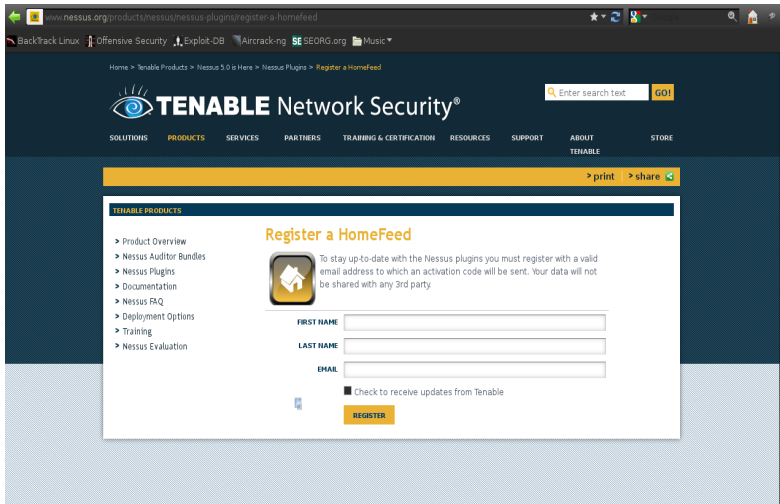 www.nessus.org/products/nessus/nessus-plugins/register-a-homefeed
BackTrack Linux Offensive Security Exploit-DB Aircrack-ng SE SEORG.org Music
Home > Tenable Products > Nessus 5.0 is Here > Nessus Plugins > Register a HomeFeed
TENABLE Network Security®
Enter search text GO!
SOLUTIONS PRODUCTS SERVICES PARTNERS TRAINING & CERTIFICATION RESOURCES SUPPORT ABOUT TENABLE STORE
> print > share
TENABLE PRODUCTS
> Product Overview
> Nessus Auditor Bundles
> Nessus Plugins
> Documentation
> Nessus FAQ
> Deployment Options
> Training
> Nessus Evaluation
Register a HomeFeed
To stay up-to-date with the Nessus plugins you must register with a valid
email address to which an activation code will be sent. Your data will not
be shared with any 3rd party.
FIRST NAME
LAST NAME
EMAIL
Check to receive updates from Tenable
REGISTER